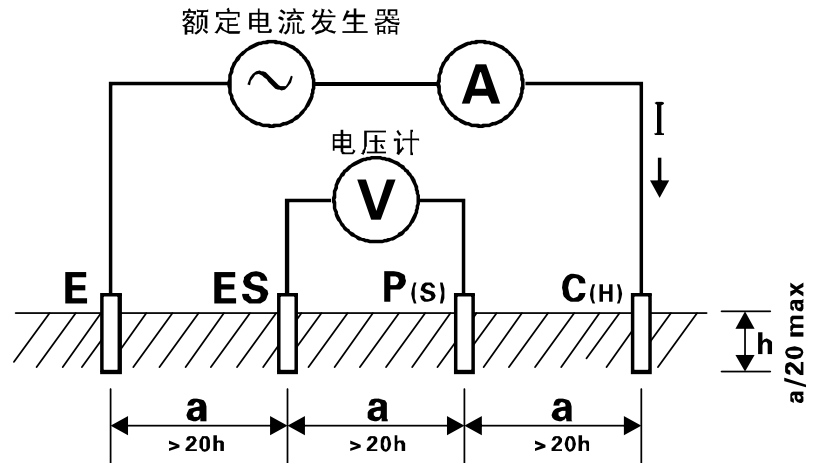 额定电流发生器
A
I
电压计
V
E ES P(S) C(H)
h
a/20 max
a a a
>20h >20h >20h